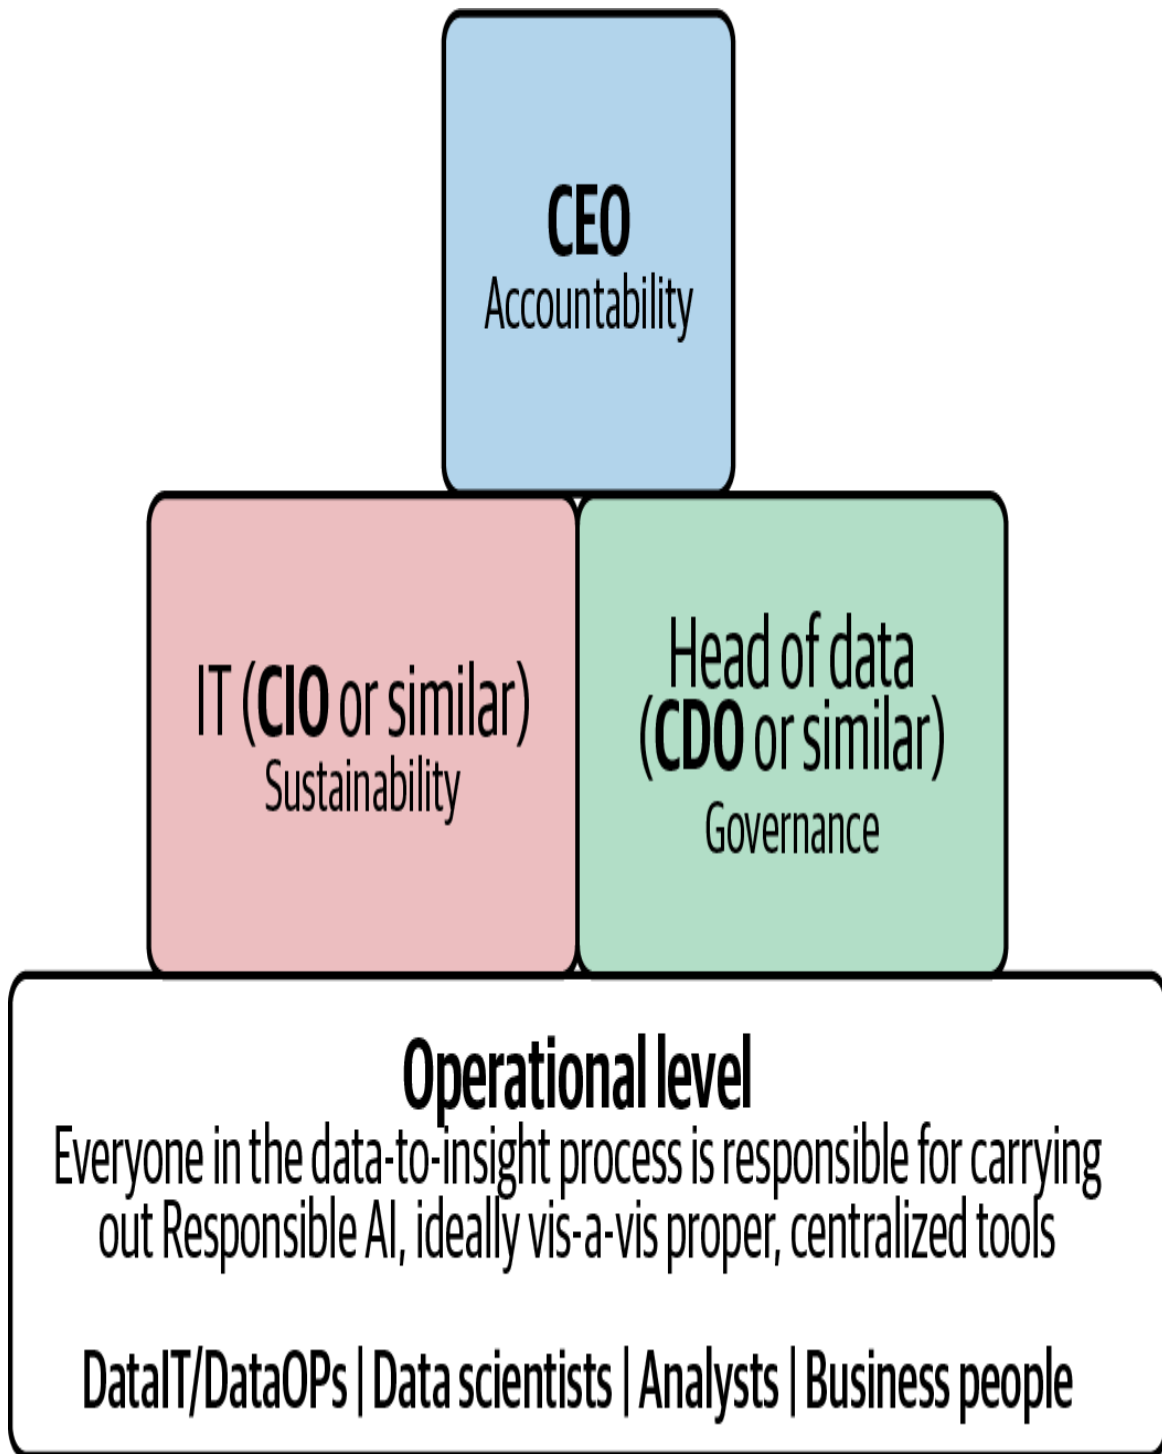 CEO
Accountability
IT (CIO or similar)
Sustainability
Head of data
(CDO or similar)
Governance
Operational level
Everyone in the data-to-insight process is responsible for carrying
out Responsible AI, ideally vis-a-vis proper, centralized tools
DataIT/DataOPs | Data scientists | Analysts | Business people